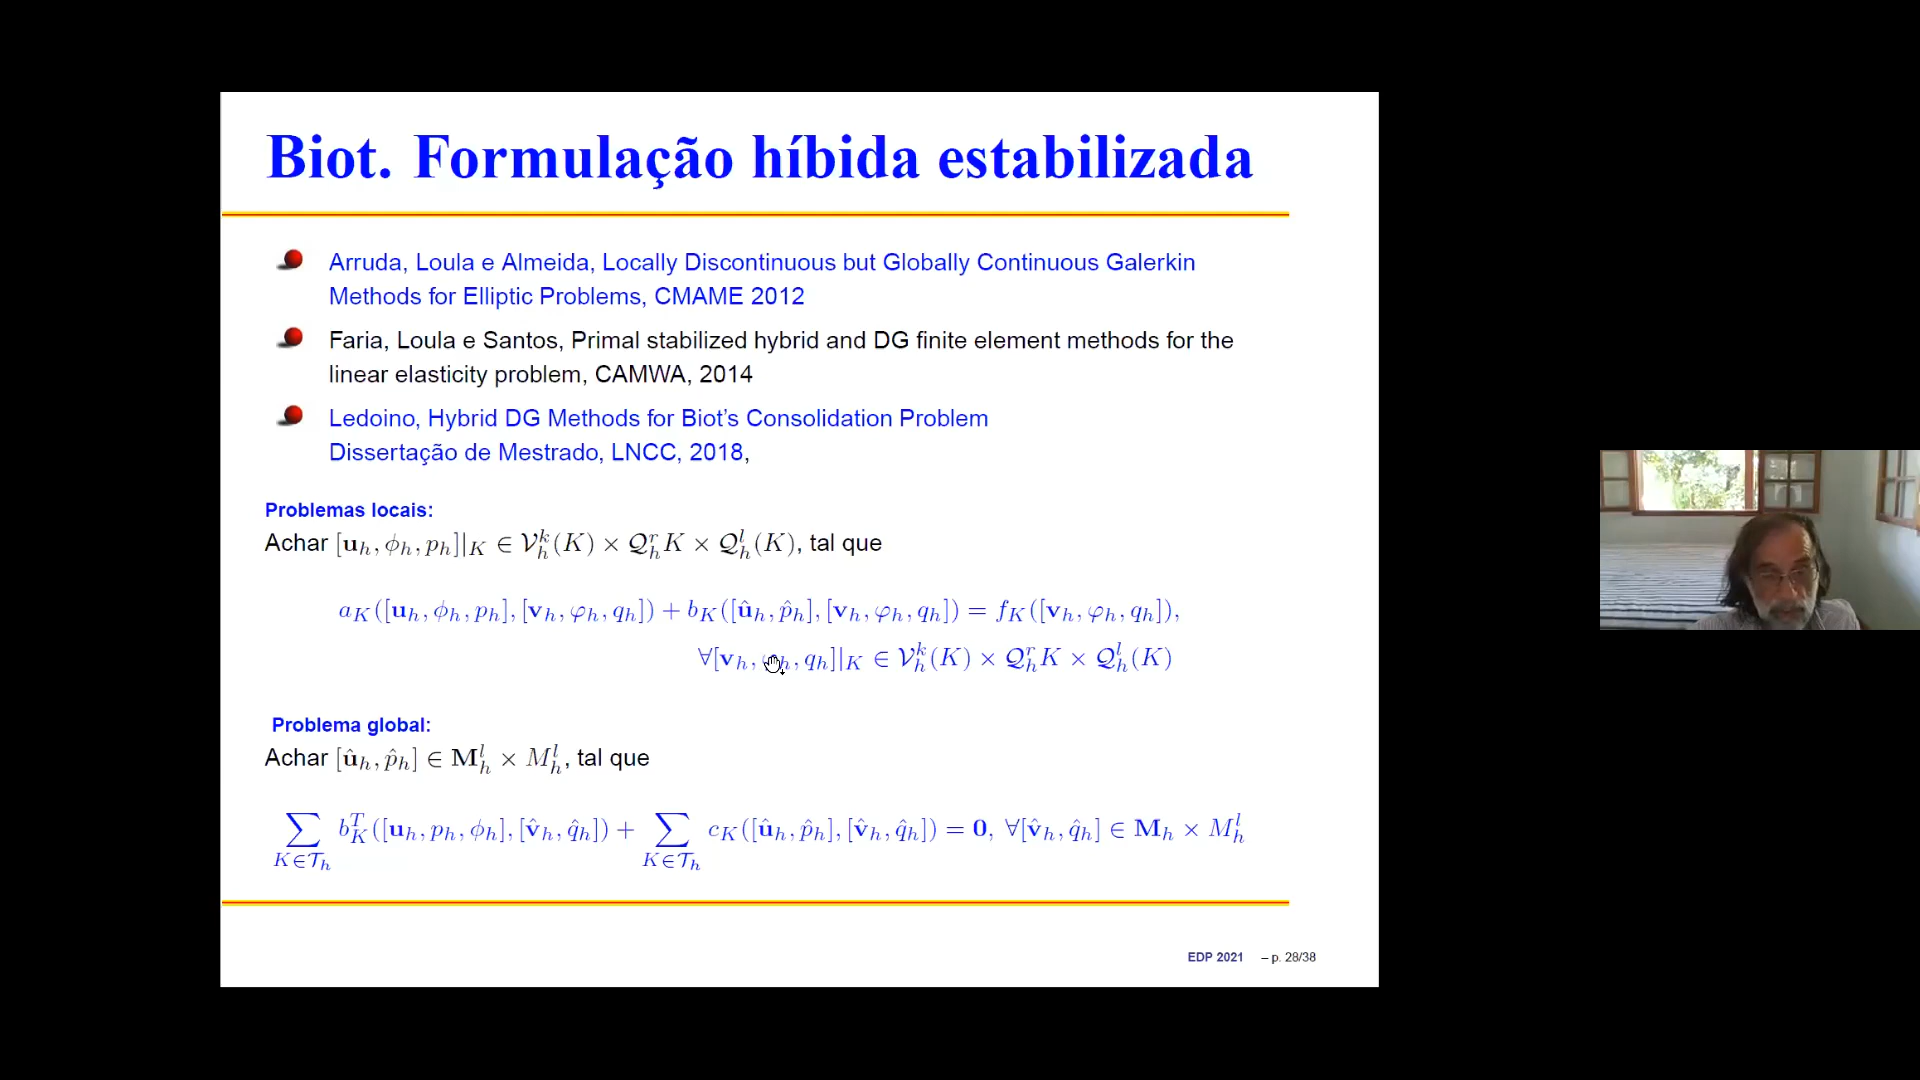 Biot. Formulação híbida estabilizada
Arruda, Loula e Almeida, Locally Discontinuous but Globally Continuous Galerkin
Methods for Elliptic Problems, CMAME 2012
Faria, Loula e Santos, Primal stabilized hybrid and DG finite element methods for the
linear elasticity problem, CAMWA, 2014
Ledoino, Hybrid DG Methods for Biot's Consolidation Problem
Dissertação de Mestrado, LNCC, 2018,
Problemas locais:
Achar [𝐮_h, ϕ_h, p_h]|_K ∈ 𝒱_h^k(K) × 𝒬_h^r K × 𝒬_h^l(K), tal que
a_K([𝐮_h, ϕ_h, p_h], [𝐯_h, φ_h, q_h]) + b_K([𝐮̂_h, p̂_h], [𝐯_h, φ_h, q_h]) = f_K([𝐯_h, φ_h, q_h]),
∀[𝐯_h, φ_h, q_h]|_K ∈ 𝒱_h^k(K) × 𝒬_h^r K × 𝒬_h^l(K)
Problema global:
Achar [𝐮̂_h, p̂_h] ∈ 𝐌_h^l × M_h^l, tal que
∑_{K∈𝒯_h} b_K^T([𝐮_h, p_h, ϕ_h], [𝐯̂_h, q̂_h]) + ∑_{K∈𝒯_h} c_K([𝐮̂_h, p̂_h], [𝐯̂_h, q̂_h]) = 𝟎, ∀[𝐯̂_h, q̂_h] ∈ 𝐌_h × M_h^l
EDP 2021 – p. 28/38